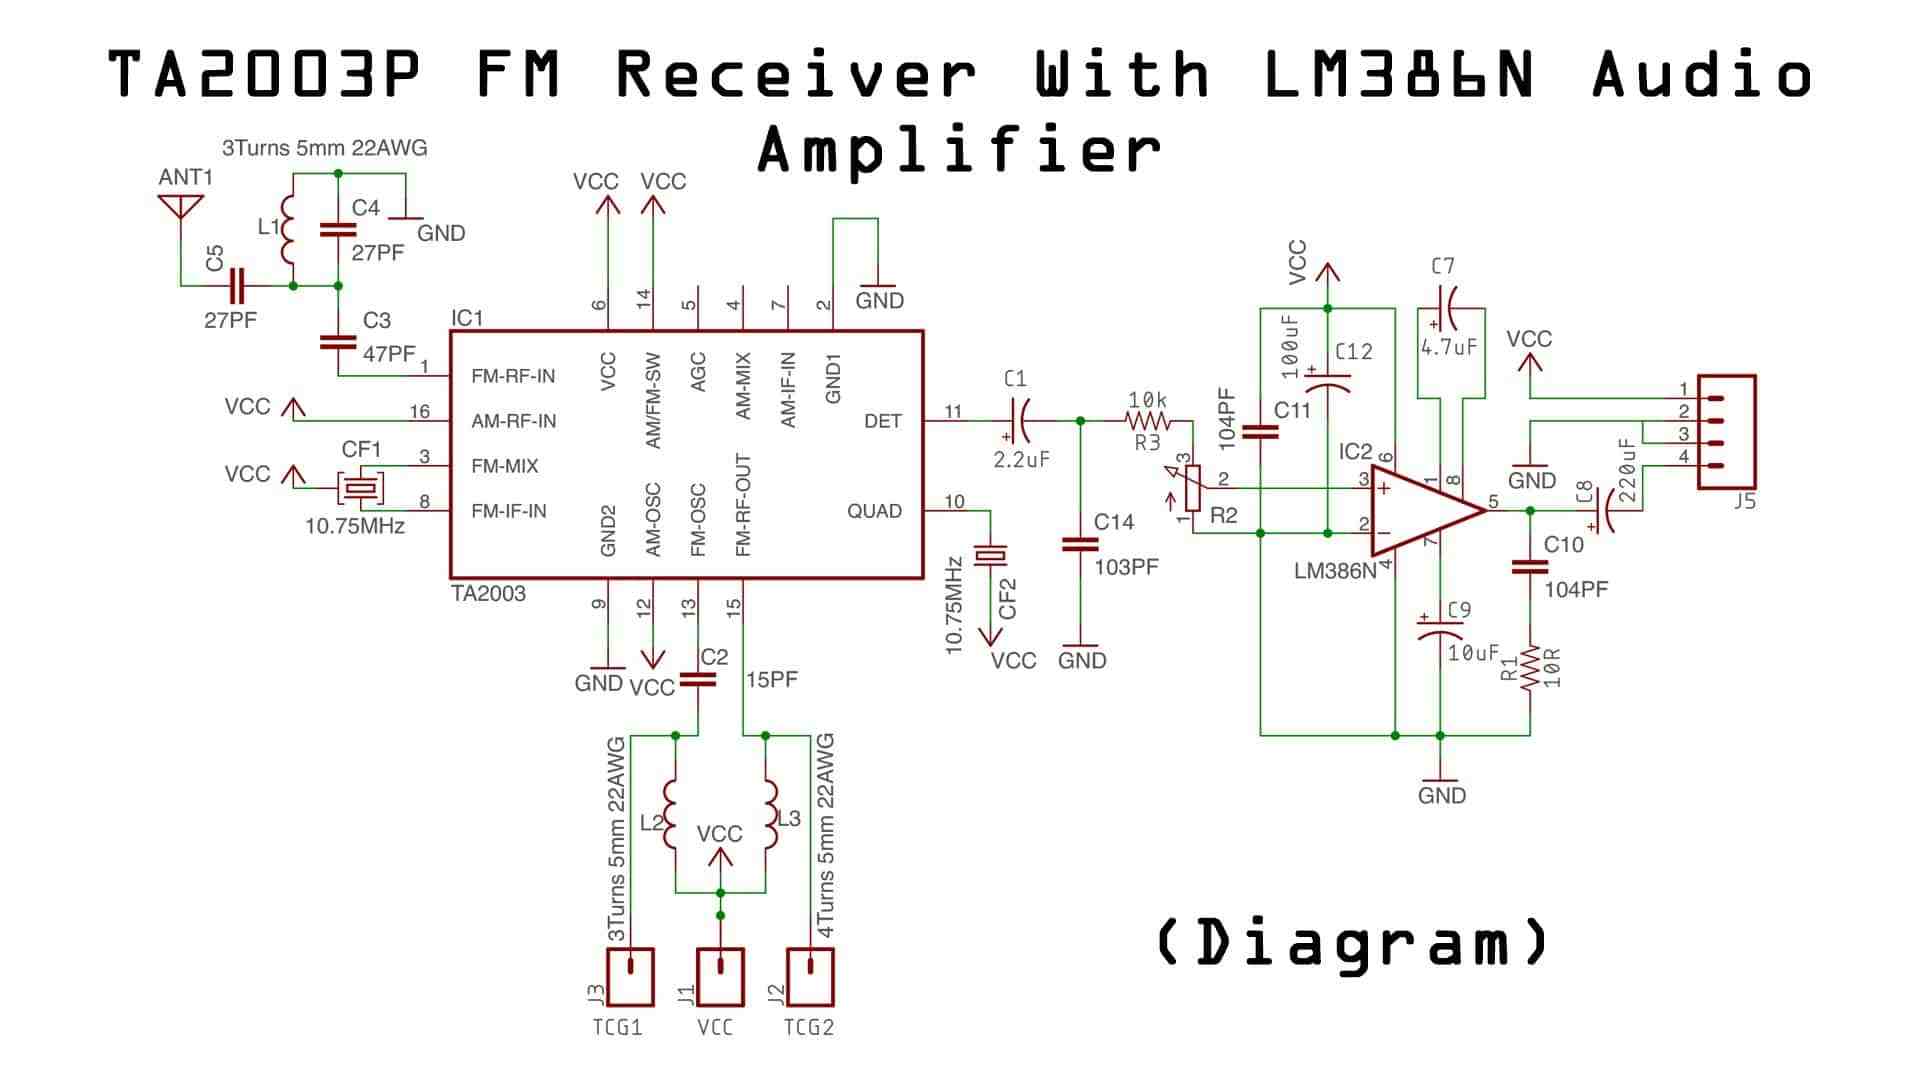 TA2003P FM Receiver With LM386N Audio
Amplifier
3Turns 5mm 22AWG
ANT1
L1
C4
27PF
GND
C5
27PF
C3
47PF
VCC
VCC
CF1
10.75MHz
VCC VCC
GND
IC1
6 14 5 4 7 2
1 FM-RF-IN
16 AM-RF-IN
3 FM-MIX
8 FM-IF-IN
VCC AM/FM-SW AGC AM-MIX AM-IF-IN GND1
DET 11
QUAD 10
GND2 AM-OSC FM-OSC FM-RF-OUT
TA2003
9 12 13 15
GND VCC
C2
15PF
3Turns 5mm 22AWG
L2
VCC
L3
4Turns 5mm 22AWG
J3 J1 J2
TCG1 VCC TCG2
C1
2.2uF
10.75MHz
CF2
VCC
C14
103PF
GND
10k
R3
3
2
1
R2
VCC
104PF
C11
100uF
C12
C7
4.7uF
IC2
6
1
8
3
2
5
7
4
LM386N
C9
10uF
GND
C10
104PF
R1
10R
C8
220uF
VCC
GND
1
2
3
4
J5
(Diagram)